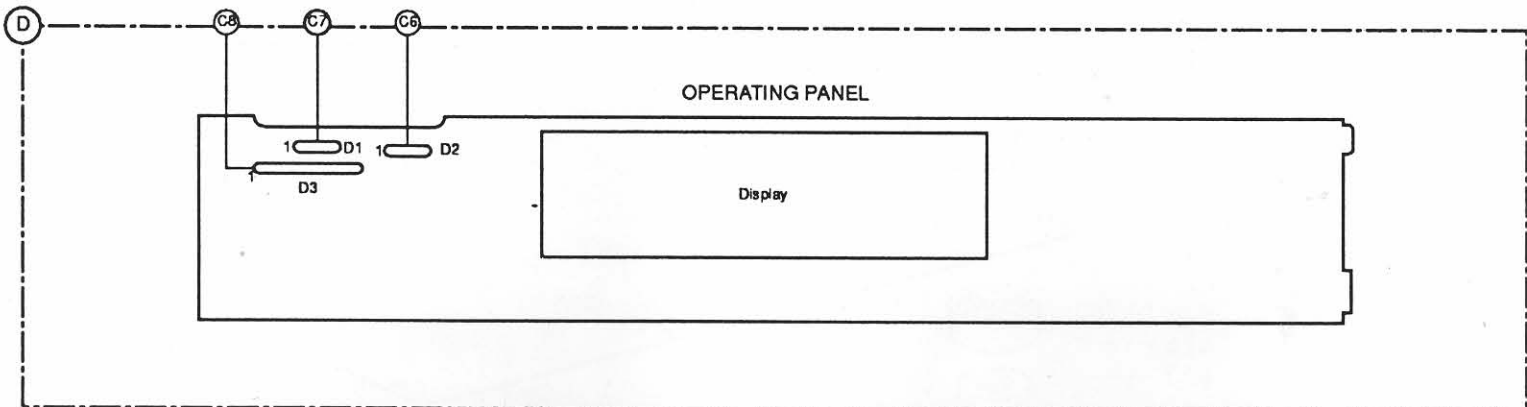 D C8 C7 C6
OPERATING PANEL
1 D1 1 D2
1
D3
Display